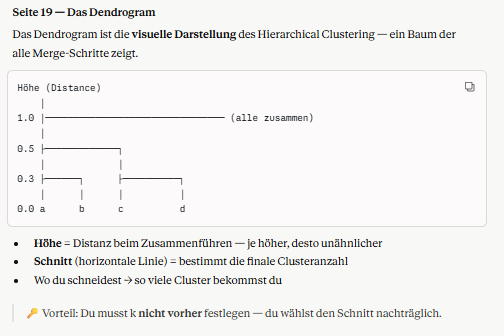 Seite 19 — Das Dendrogram
Das Dendrogram ist die visuelle Darstellung des Hierarchical Clustering — ein Baum der
alle Merge-Schritte zeigt.
Höhe (Distance)
1.0 (alle zusammen)
0.5
0.3
0.0 a b c d
• Höhe = Distanz beim Zusammenführen — je höher, desto unähnlicher
• Schnitt (horizontale Linie) = bestimmt die finale Clusteranzahl
• Wo du schneidest → so viele Cluster bekommst du
🔑 Vorteil: Du musst k nicht vorher festlegen — du wählst den Schnitt nachträglich.